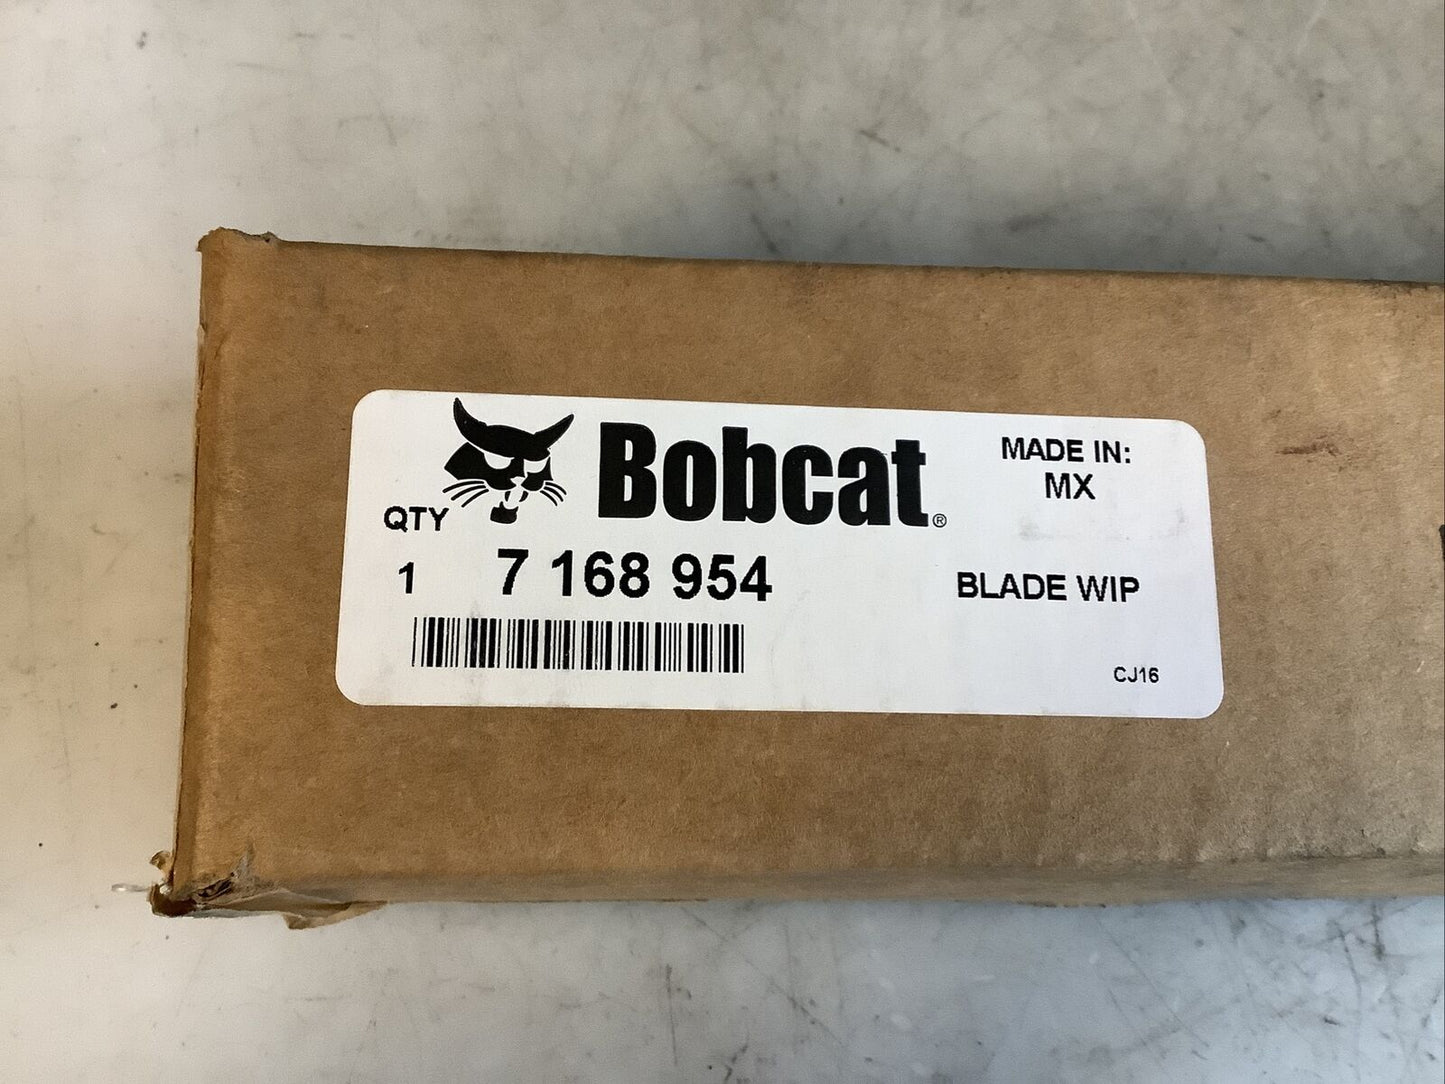 Bobcat®
MADE IN:
MX
QTY
1 7 168 954
BLADE WIP
CJ16